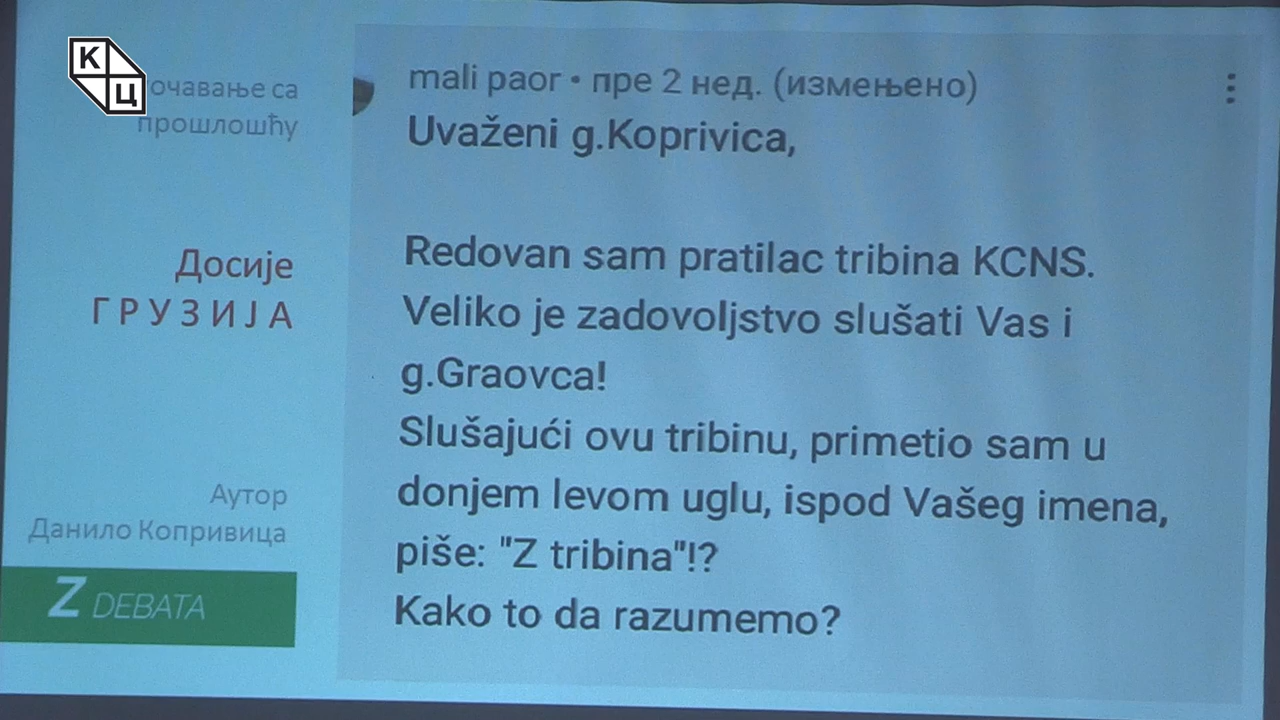 К
Ц
очавање са
прошлошћу
Досије
ГРУЗИЈА
Аутор
Данило Копривица
Z DEBATA
mali paor • пре 2 нед. (измењено)
Uvaženi g.Koprivica,
Redovan sam pratilac tribina KCNS.
Veliko je zadovoljstvo slušati Vas i
g.Graovca!
Slušajući ovu tribinu, primetio sam u
donjem levom uglu, ispod Vašeg imena,
piše: "Z tribina"!?
Kako to da razumemo?